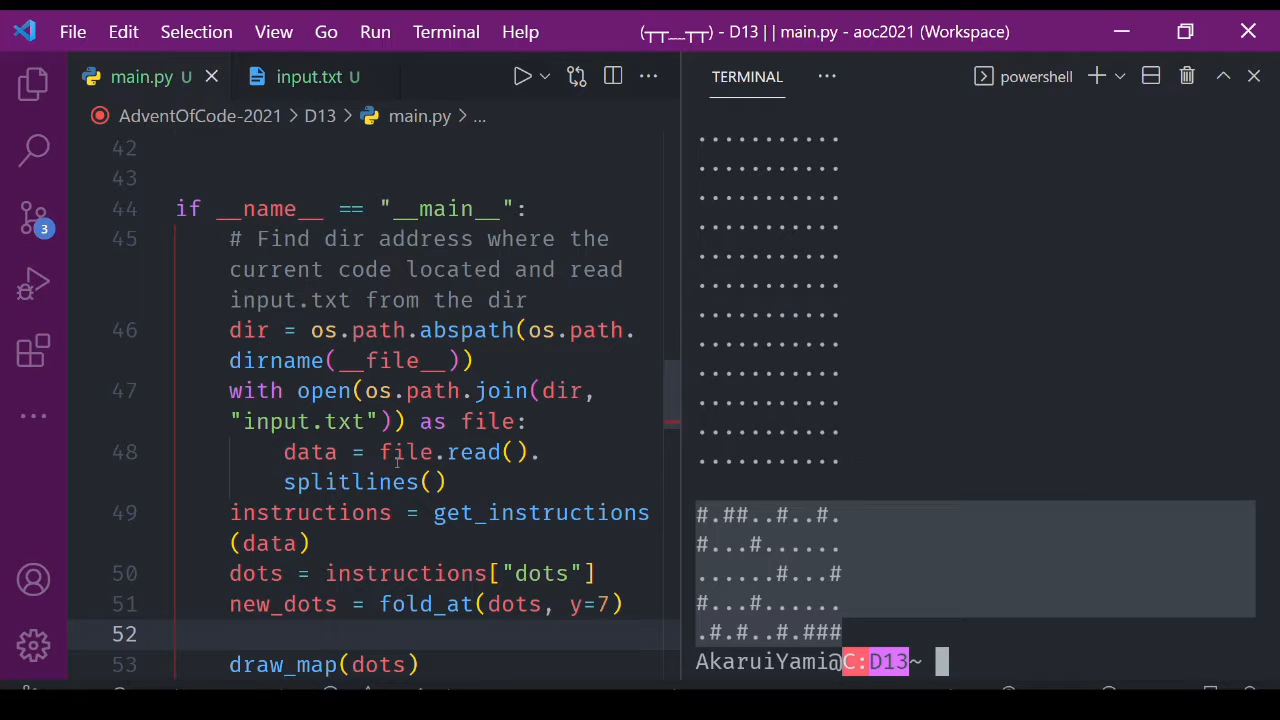 File Edit Selection View Go Run Terminal Help (┬┬__┬┬) - D13 | | main.py - aoc2021 (Workspace)
main.py U input.txt U
AdventOfCode-2021 > D13 > main.py > ...
42
43
44 if __name__ == "__main__":
45 # Find dir address where the
current code located and read
input.txt from the dir
46 dir = os.path.abspath(os.path.
dirname(__file__))
47 with open(os.path.join(dir,
"input.txt")) as file:
48 data = file.read().
splitlines()
49 instructions = get_instructions
(data)
50 dots = instructions["dots"]
51 new_dots = fold_at(dots, y=7)
52
53 draw_map(dots)
3
TERMINAL ... powershell
...........
...........
...........
...........
...........
...........
...........
...........
...........
...........
...........
...........
#.##..#..#.
#...#......
......#...#
#...#......
.#.#..#.###
AkaruiYami@C:D13~